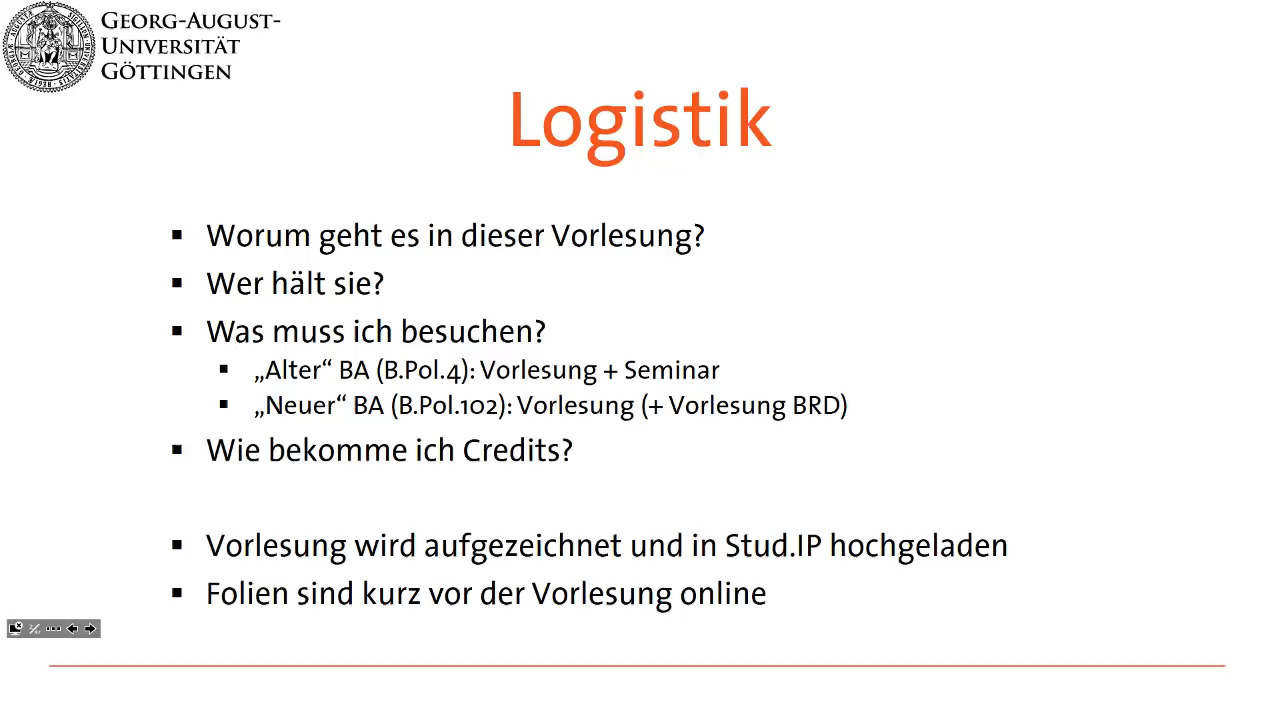 GEORG-AUGUST-
UNIVERSITÄT
GÖTTINGEN
Logistik
▪ Worum geht es in dieser Vorlesung?
▪ Wer hält sie?
▪ Was muss ich besuchen?
▪ „Alter“ BA (B.Pol.4): Vorlesung + Seminar
▪ „Neuer“ BA (B.Pol.102): Vorlesung (+ Vorlesung BRD)
▪ Wie bekomme ich Credits?
▪ Vorlesung wird aufgezeichnet und in Stud.IP hochgeladen
▪ Folien sind kurz vor der Vorlesung online